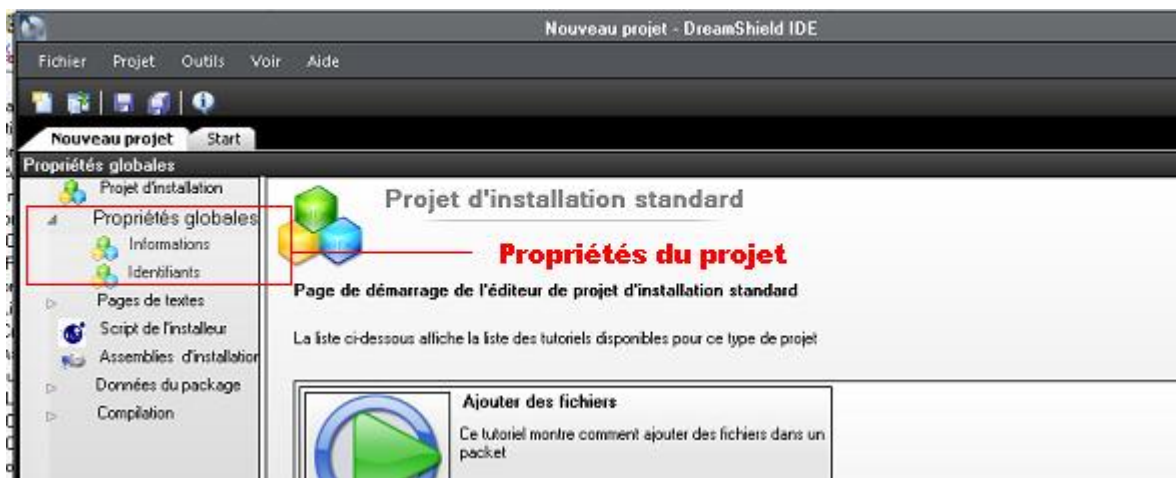 Nouveau projet - DreamShield IDE
Fichier Projet Outils Voir Aide
Nouveau projet Start
Propriétés globales
Projet d'installation
Propriétés globales
Informations
Identifiants
Pages de textes
Script de l'installeur
Assemblies d'installation
Données du package
Compilation
Projet d'installation standard
Propriétés du projet
Page de démarrage de l'éditeur de projet d'installation standard
La liste ci-dessous affiche la liste des tutoriels disponibles pour ce type de projet
Ajouter des fichiers
Ce tutoriel montre comment ajouter des fichiers dans un
packet